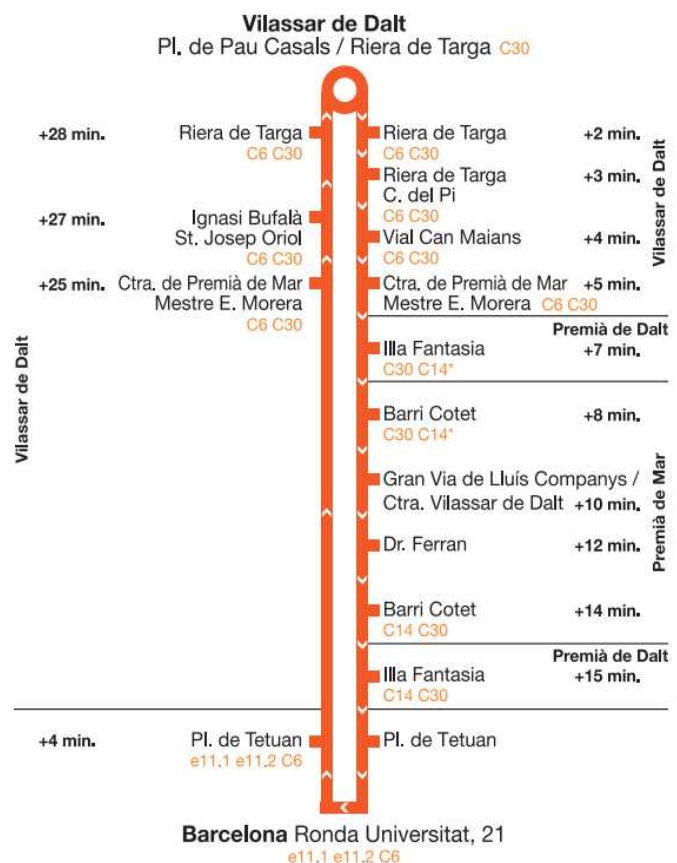 Vilassar de Dalt
Pl. de Pau Casals / Riera de Targa C30
+28 min. Riera de Targa
C6 C30
Riera de Targa +2 min.
C6 C30
Riera de Targa +3 min.
C. del Pi
C6 C30
+27 min. Ignasi Bufalà
St. Josep Oriol
C6 C30
Vial Can Maians +4 min.
C6 C30
Vilassar de Dalt
+25 min. Ctra. de Premià de Mar
Mestre E. Morera
C6 C30
Ctra. de Premià de Mar +5 min.
Mestre E. Morera C6 C30
Premià de Dalt
Illa Fantasia +7 min.
C30 C14*
Vilassar de Dalt
Barri Cotet +8 min.
C30 C14*
Gran Via de Lluís Companys /
Ctra. Vilassar de Dalt +10 min.
Dr. Ferran +12 min.
Premià de Mar
Barri Cotet +14 min.
C14 C30
Premià de Dalt
Illa Fantasia +15 min.
C14 C30
+4 min. Pl. de Tetuan
e11.1 e11.2 C6
Pl. de Tetuan
Barcelona Ronda Universitat, 21
e11.1 e11.2 C6